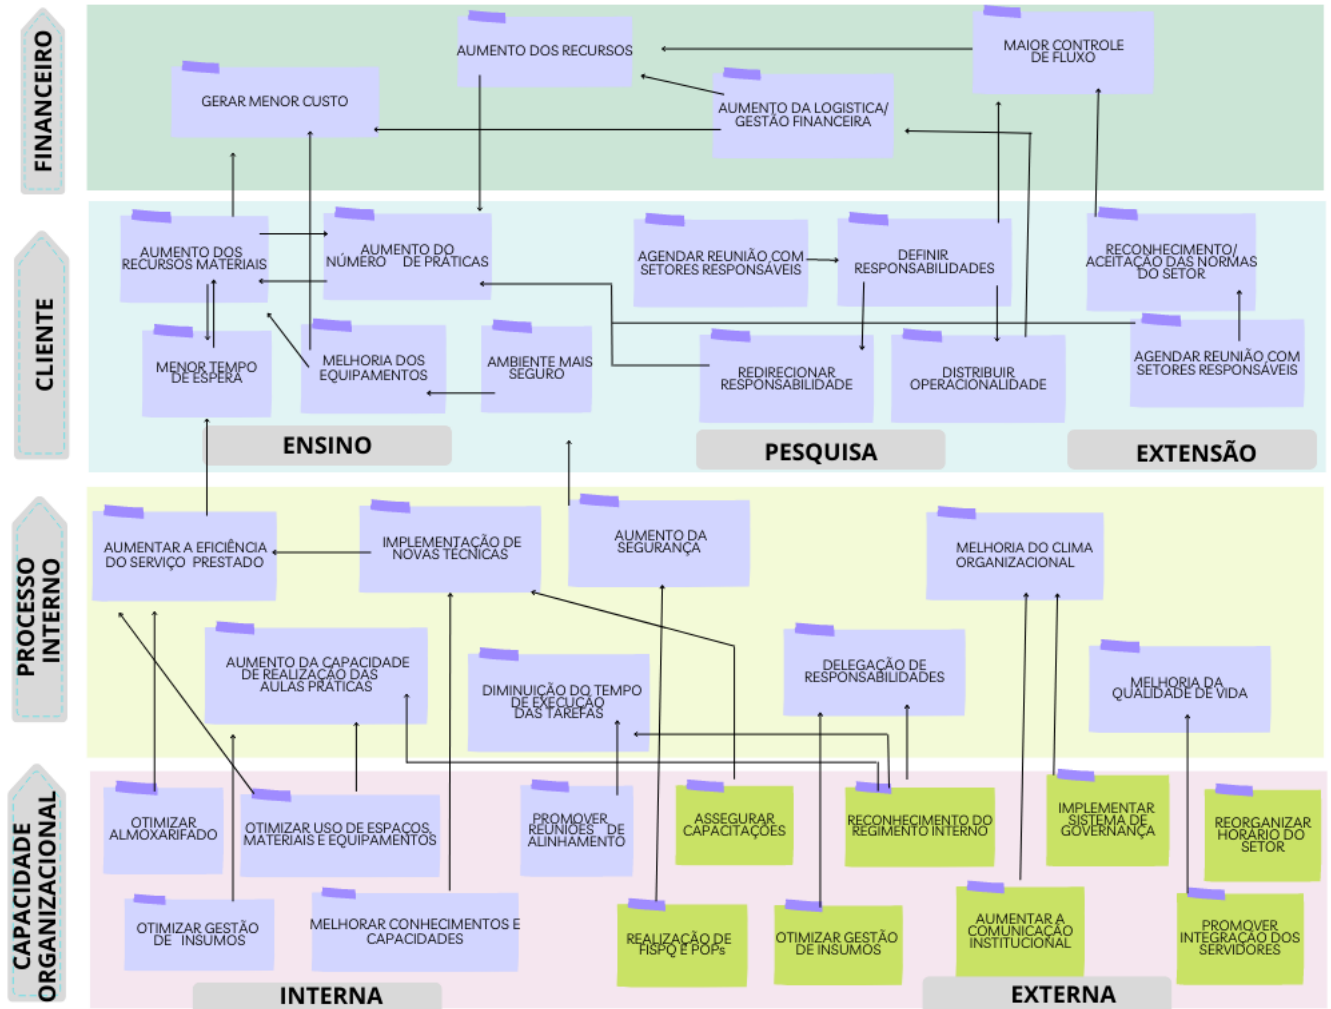 FINANCEIRO
AUMENTO DOS RECURSOS
MAIOR CONTROLE
DE FLUXO
GERAR MENOR CUSTO
AUMENTO DA LOGISTICA/
GESTÃO FINANCEIRA
CLIENTE
AUMENTO DOS
RECURSOS MATERIAIS
AUMENTO DO
NÚMERO DE PRÁTICAS
AGENDAR REUNIÃO COM
SETORES RESPONSÁVEIS
DEFINIR
RESPONSABILIDADES
RECONHECIMENTO/
ACEITAÇÃO DAS NORMAS
DO SETOR
MENOR TEMPO
DE ESPERA
MELHORIA DOS
EQUIPAMENTOS
AMBIENTE MAIS
SEGURO
REDIRECIONAR
RESPONSABILIDADE
DISTRIBUIR
OPERACIONALIDADE
AGENDAR REUNIÃO COM
SETORES RESPONSÁVEIS
ENSINO
PESQUISA
EXTENSÃO
PROCESSO
INTERNO
AUMENTAR A EFICIÊNCIA
DO SERVIÇO PRESTADO
IMPLEMENTAÇÃO DE
NOVAS TÉCNICAS
AUMENTO DA
SEGURANÇA
MELHORIA DO CLIMA
ORGANIZACIONAL
AUMENTO DA CAPACIDADE
DE REALIZAÇÃO DAS
AULAS PRÁTICAS
DIMINUIÇÃO DO TEMPO
DE EXECUÇÃO
DAS TAREFAS
DELEGAÇÃO DE
RESPONSABILIDADES
MELHORIA DA
QUALIDADE DE VIDA
CAPACIDADE
ORGANIZACIONAL
OTIMIZAR
ALMOXARIFADO
OTIMIZAR USO DE ESPAÇOS,
MATERIAIS E EQUIPAMENTOS
PROMOVER
REUNIÕES DE
ALINHAMENTO
ASSEGURAR
CAPACITAÇÕES
RECONHECIMENTO DO
REGIMENTO INTERNO
IMPLEMENTAR
SISTEMA DE
GOVERNANÇA
REORGANIZAR
HORÁRIO DO
SETOR
OTIMIZAR GESTÃO
DE INSUMOS
MELHORAR CONHECIMENTOS E
CAPACIDADES
REALIZAÇÃO DE
FISPQ E POPs
OTIMIZAR GESTÃO
DE INSUMOS
AUMENTAR A
COMUNICAÇÃO
INSTITUCIONAL
PROMOVER
INTEGRAÇÃO DOS
SERVIDORES
INTERNA
EXTERNA